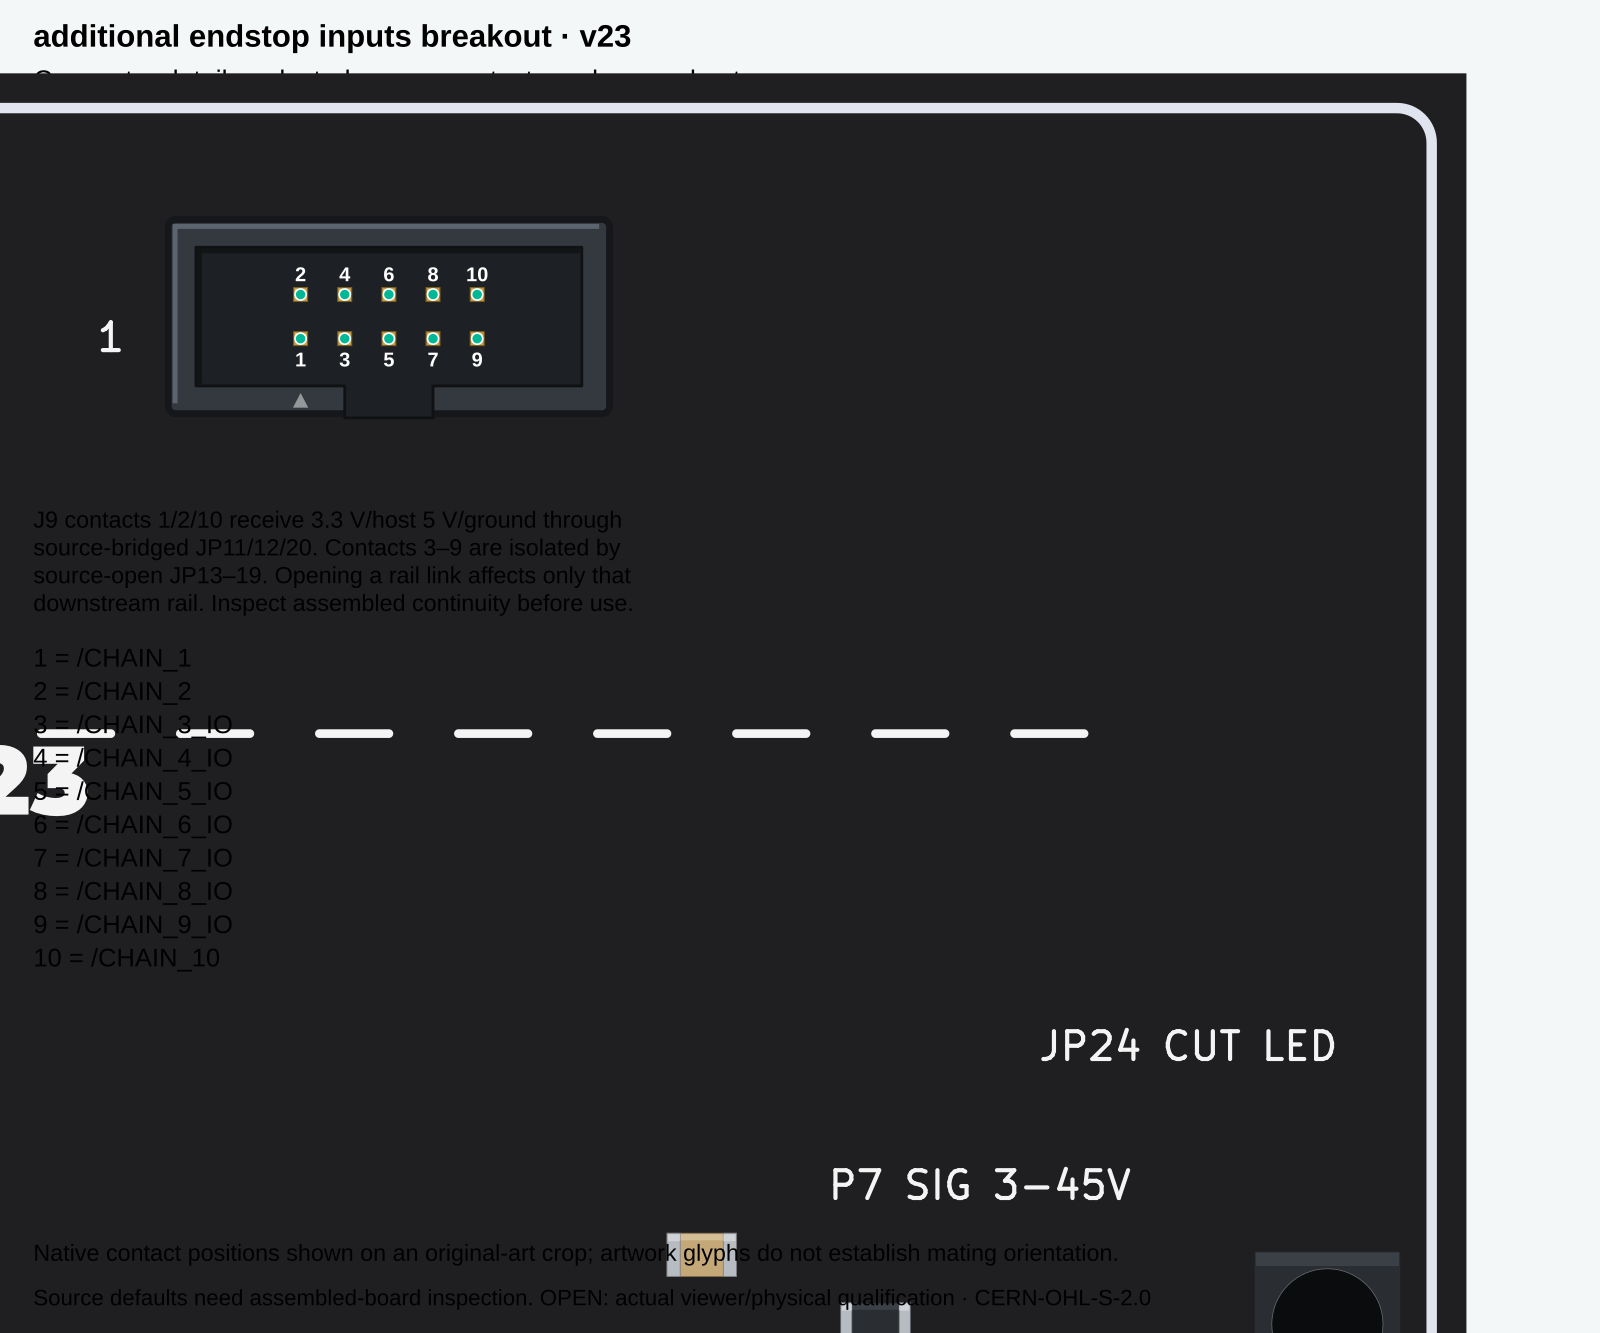 additional endstop inputs breakout · v23
2 4 6 8 10
1
1 3 5 7 9
J9 contacts 1/2/10 receive 3.3 V/host 5 V/ground through
source-bridged JP11/12/20. Contacts 3–9 are isolated by
source-open JP13–19. Opening a rail link affects only that
downstream rail. Inspect assembled continuity before use.
1 = /CHAIN_1
2 = /CHAIN_2
3 = /CHAIN_3_IO
23
4 = /CHAIN_4_IO
5 = /CHAIN_5_IO
6 = /CHAIN_6_IO
7 = /CHAIN_7_IO
8 = /CHAIN_8_IO
9 = /CHAIN_9_IO
10 = /CHAIN_10
JP24 CUT LED
P7 SIG 3–45V
Native contact positions shown on an original-art crop; artwork glyphs do not establish mating orientation.
Source defaults need assembled-board inspection. OPEN: actual viewer/physical qualification · CERN-OHL-S-2.0